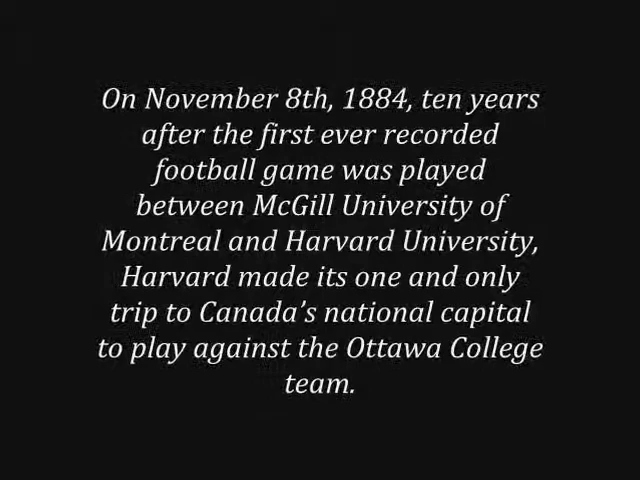 On November 8th, 1884, ten years
after the first ever recorded
football game was played
between McGill University of
Montreal and Harvard University,
Harvard made its one and only
trip to Canada's national capital
to play against the Ottawa College
team.